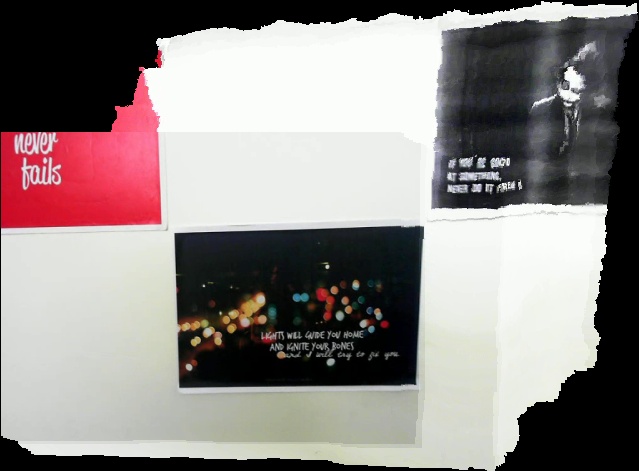 never
fails
IF YOU'RE GOOD
AT SOMETHING,
NEVER DO IT FREE
LIGHTS WILL GUIDE YOU HOME
AND IGNITE YOUR BONES
and I will try to fix you